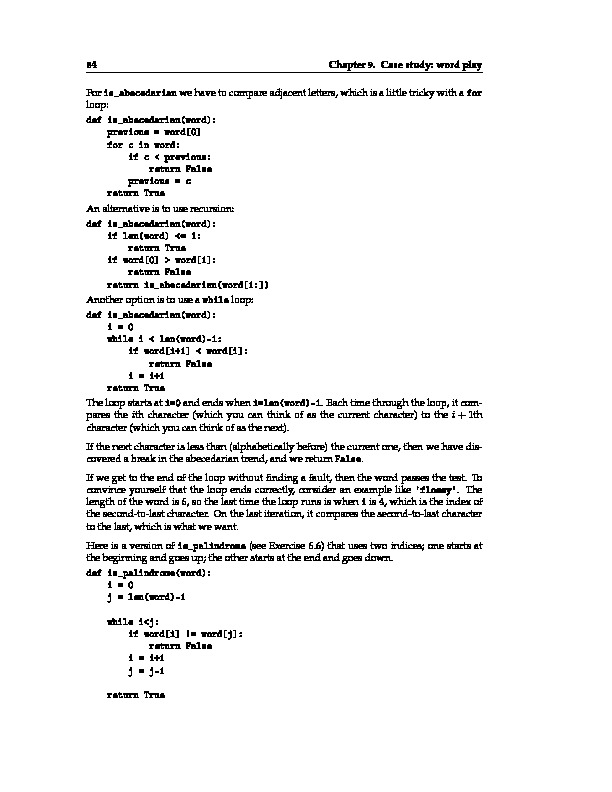 84 Chapter 9. Case study: word play
For is_abecedarian we have to compare adjacent letters, which is a little tricky with a for
loop:
def is_abecedarian(word):
    previous = word[0]
    for c in word:
        if c < previous:
            return False
        previous = c
    return True
An alternative is to use recursion:
def is_abecedarian(word):
    if len(word) <= 1:
        return True
    if word[0] > word[1]:
        return False
    return is_abecedarian(word[1:])
Another option is to use a while loop:
def is_abecedarian(word):
    i = 0
    while i < len(word)-1:
        if word[i+1] < word[i]:
            return False
        i = i+1
    return True
The loop starts at i=0 and ends when i=len(word)-1. Each time through the loop, it com-
pares the ith character (which you can think of as the current character) to the i + 1th
character (which you can think of as the next).
If the next character is less than (alphabetically before) the current one, then we have dis-
covered a break in the abecedarian trend, and we return False.
If we get to the end of the loop without finding a fault, then the word passes the test. To
convince yourself that the loop ends correctly, consider an example like 'flossy'. The
length of the word is 6, so the last time the loop runs is when i is 4, which is the index of
the second-to-last character. On the last iteration, it compares the second-to-last character
to the last, which is what we want.
Here is a version of is_palindrome (see Exercise 6.6) that uses two indices; one starts at
the beginning and goes up; the other starts at the end and goes down.
def is_palindrome(word):
    i = 0
    j = len(word)-1
    while i<j:
        if word[i] != word[j]:
            return False
        i = i+1
        j = j-1
    return True